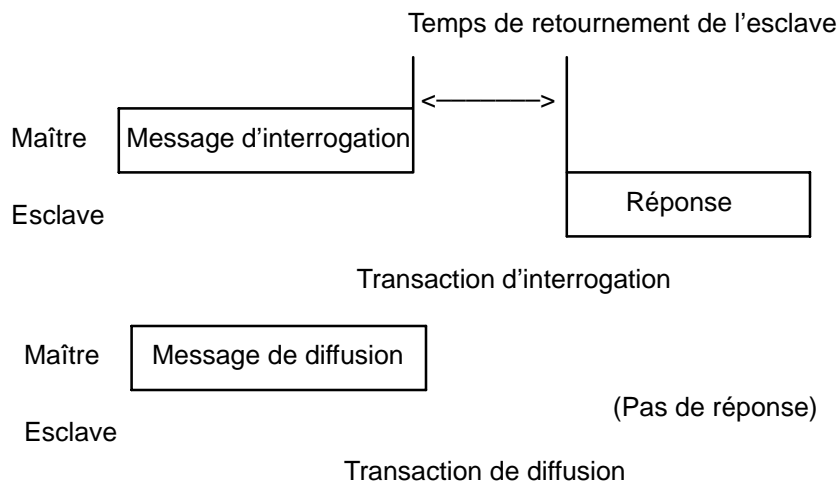 Temps de retournement de l’esclave
Maître
Message d’interrogation
Esclave
Réponse
Transaction d’interrogation
Maître
Message de diffusion
(Pas de réponse)
Esclave
Transaction de diffusion